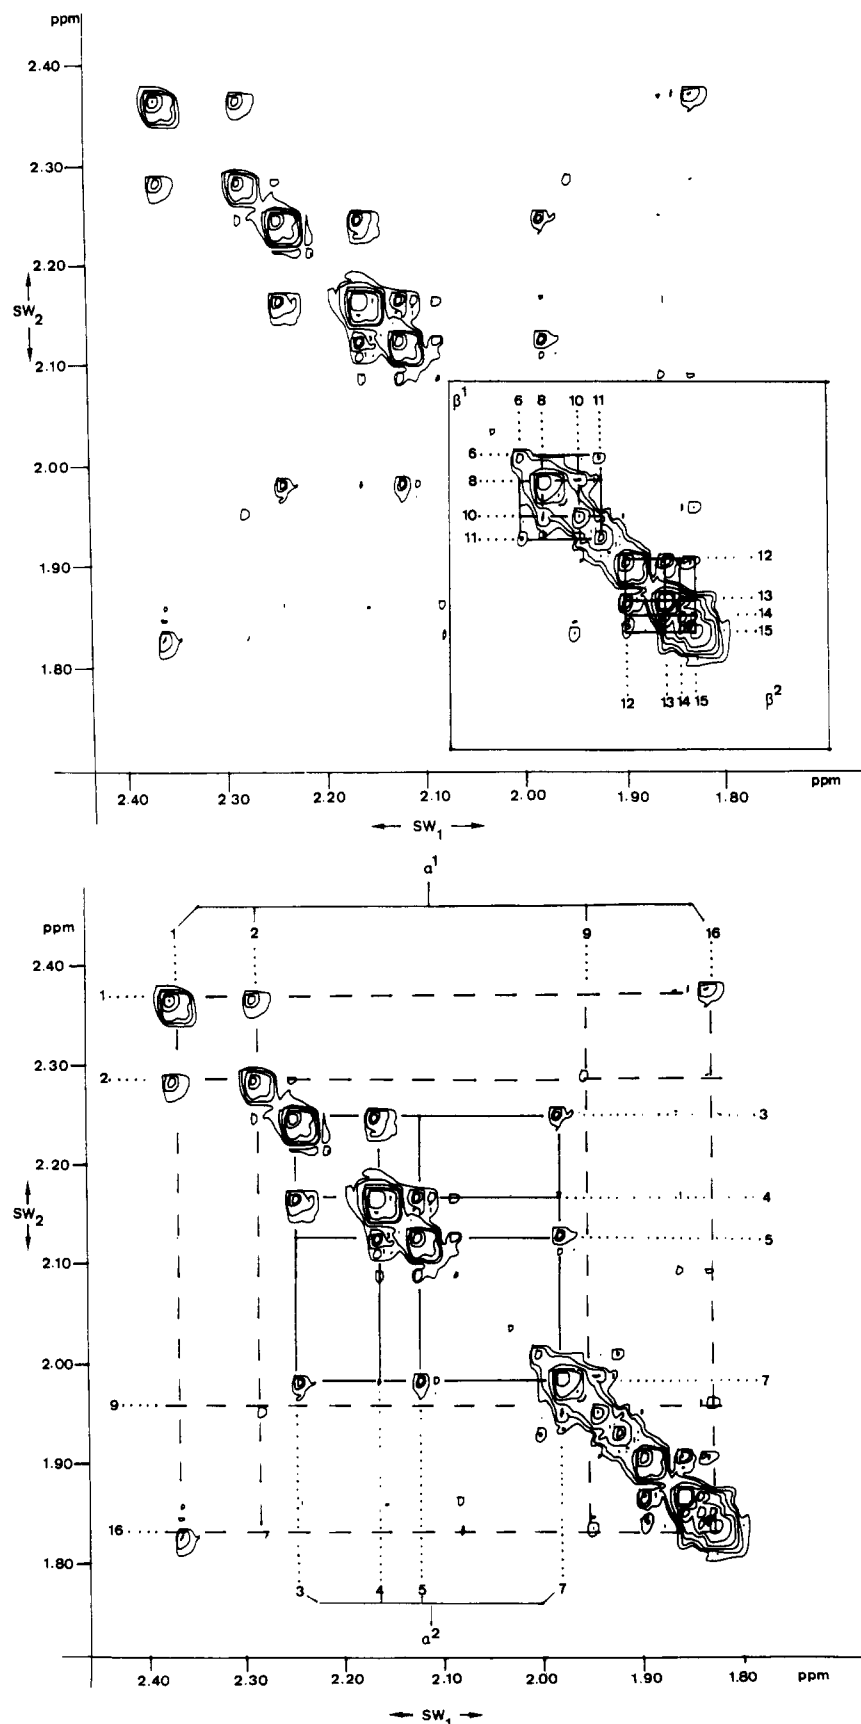 ppm
2.40
2.30
2.20
SW2
2.10
2.00
1.90
1.80
β1
6 8 10 11
6
8
10
11
12
13
14
15
12 13 14 15
β2
2.40 2.30 2.20 2.10 2.00 1.90 1.80
ppm
SW1
a1
ppm
1 2 9 16
2.40
1
2.30
2
3
2.20
SW2
4
5
2.10
2.00
7
9
1.90
16
1.80
3 4 5 7
a2
2.40 2.30 2.20 2.10 2.00 1.90 1.80 ppm
SW1